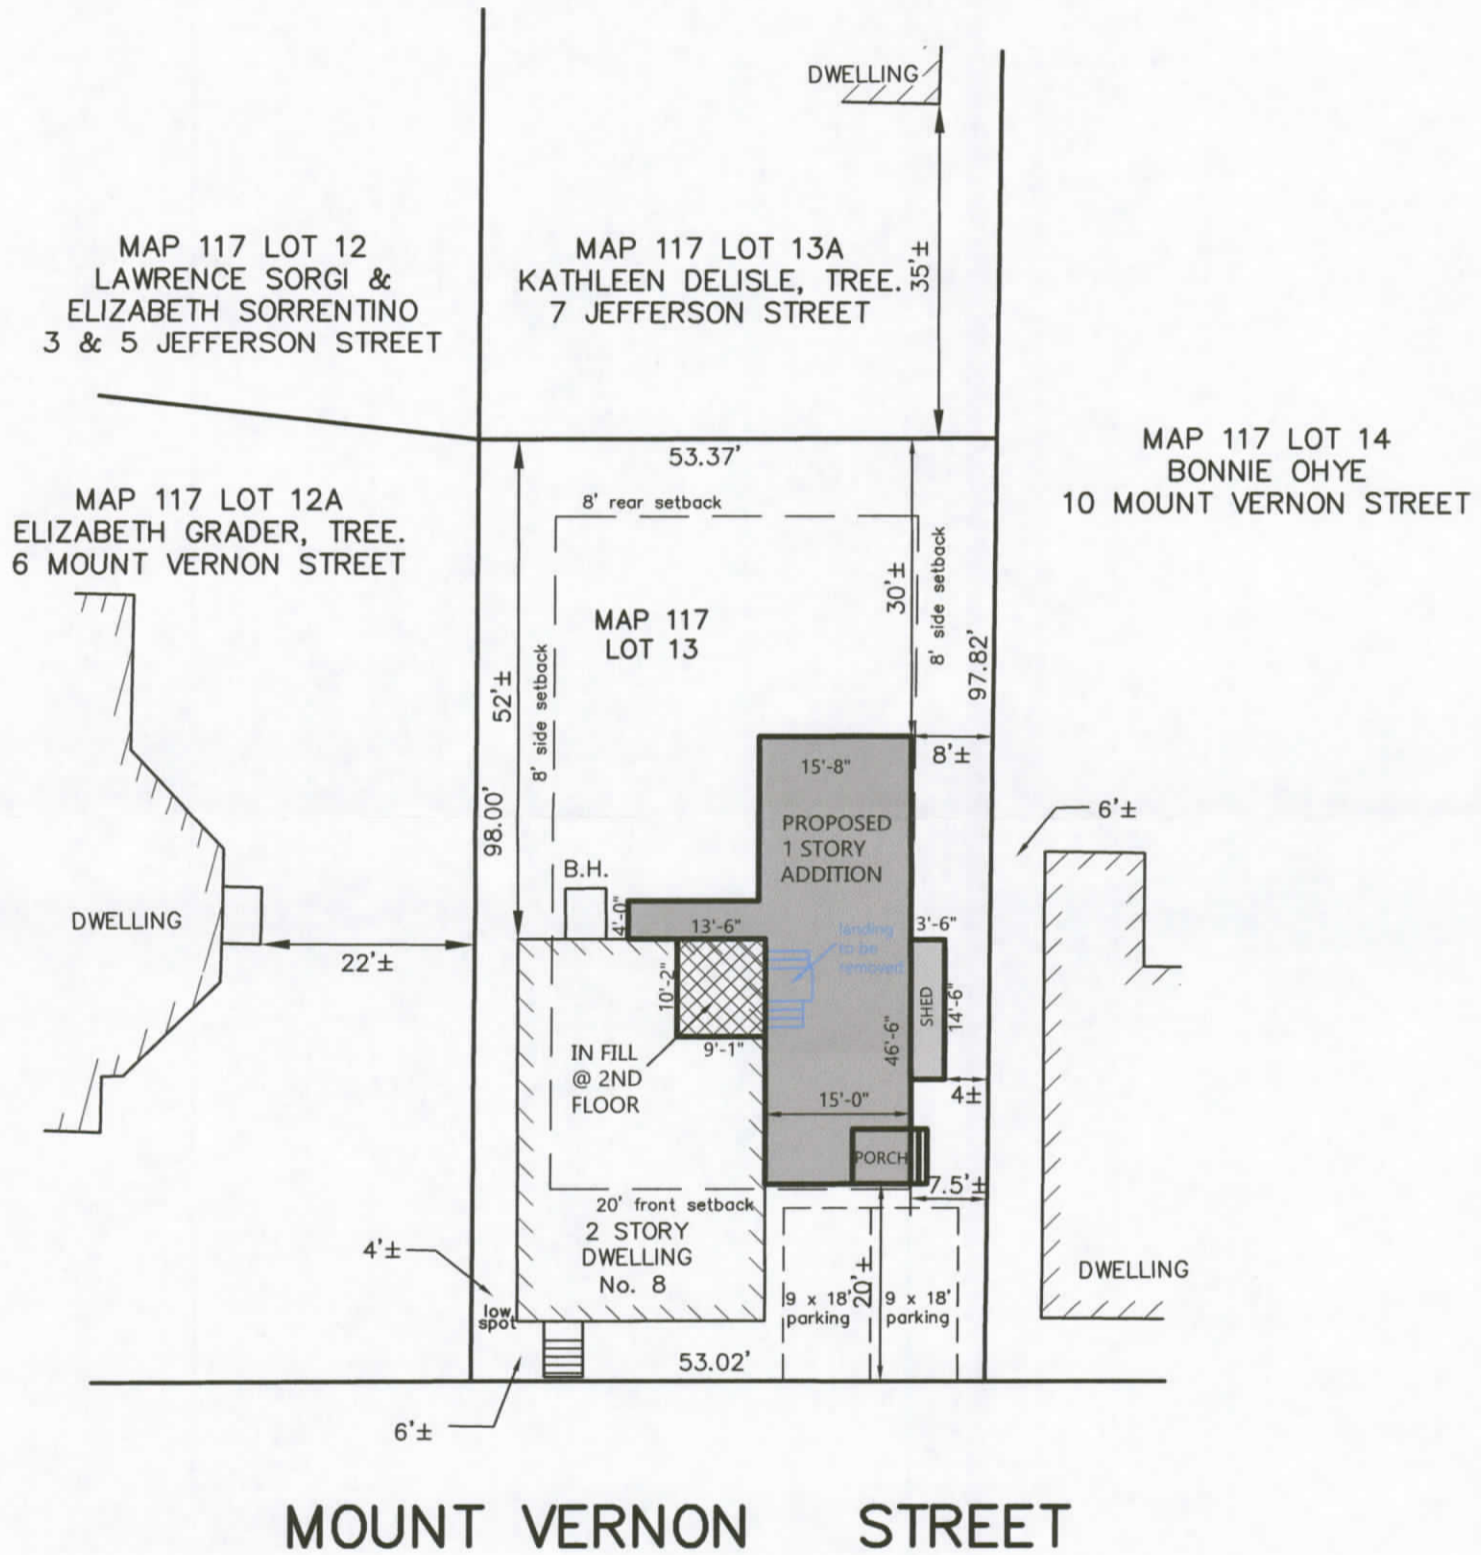 DWELLING
MAP 117 LOT 12
LAWRENCE SORGI &
ELIZABETH SORRENTINO
3 & 5 JEFFERSON STREET
MAP 117 LOT 13A
KATHLEEN DELISLE, TREE.
7 JEFFERSON STREET
35'±
53.37'
8' rear setback
MAP 117 LOT 14
BONNIE OHYE
10 MOUNT VERNON STREET
MAP 117 LOT 12A
ELIZABETH GRADER, TREE.
6 MOUNT VERNON STREET
30'±
8' side setback
97.82'
MAP 117
LOT 13
52'±
8' side setback
98.00'
8'±
15'-8"
PROPOSED
1 STORY
ADDITION
6'±
B.H.
4'-0"
13'-6"
landing
to be
removed
3'-6"
DWELLING
22'±
10'-2"
9'-1"
SHED
14'-6"
46'-6"
IN FILL
@ 2ND
FLOOR
15'-0"
4±
PORCH
7.5'±
20' front setback
2 STORY
DWELLING
No. 8
4'±
low
spot
20'±
9 x 18'
parking
9 x 18'
parking
DWELLING
53.02'
6'±
MOUNT VERNON STREET